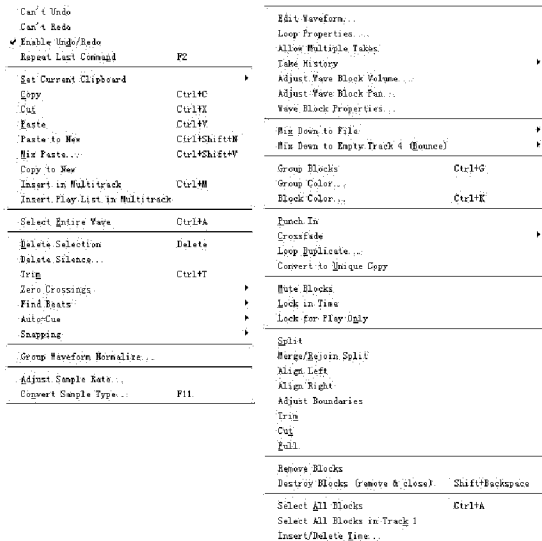 Can't Undo
Can't Redo
Enable Undo/Redo
Repeat Last Command F2
Set Current Clipboard
Copy Ctrl+C
Cut Ctrl+X
Paste Ctrl+V
Paste to New Ctrl+Shift+N
Mix Paste... Ctrl+Shift+V
Copy to New
Insert in Multitrack Ctrl+M
Insert Play List in Multitrack
Select Entire Wave Ctrl+A
Delete Selection Delete
Delete Silence...
Trim Ctrl+T
Zero Crossings
Find Beats
Auto-Cue
Snapping
Group Waveform Normalize...
Adjust Sample Rate...
Convert Sample Type... F11
Edit Waveform...
Loop Properties...
Allow Multiple Takes
Take History
Adjust Wave Block Volume...
Adjust Wave Block Pan...
Wave Block Properties...
Mix Down to File
Mix Down to Empty Track 4 (Bounce)
Group Blocks Ctrl+G
Group Color...
Block Color... Ctrl+K
Punch In
Crossfade
Loop Duplicate...
Convert to Unique Copy
Mute Blocks
Lock in Time
Lock for Play Only
Split
Merge/Rejoin Split
Align Left
Align Right
Adjust Boundaries
Trim
Cut
Full
Remove Blocks
Destroy Blocks (remove & close) Shift+Backspace
Select All Blocks Ctrl+A
Select All Blocks in Track 1
Insert/Delete Time...